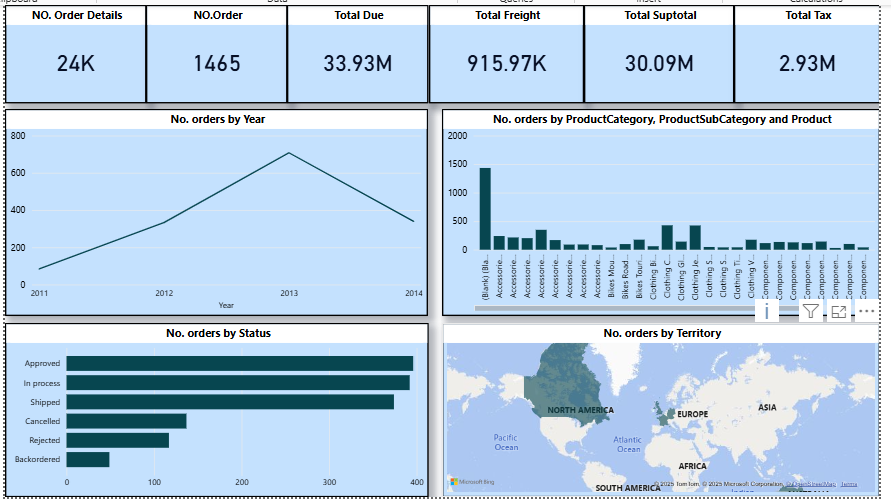 NO. Order Details
NO.Order
Total Due
Total Freight
Total Suptotal
Total Tax
24K
1465
33.93M
915.97K
30.09M
2.93M
No. orders by Year
800
600
400
200
0
2011
2012
2013
2014
Year
No. orders by ProductCategory, ProductSubCategory and Product
2000
1500
1000
500
0
(Blank) (Bla...
Accessorie...
Accessorie...
Accessorie...
Accessorie...
Accessorie...
Accessorie...
Accessorie...
Accessorie...
Bikes Mou...
Bikes Road...
Bikes Touri...
Clothing Bi...
Clothing C...
Clothing Gl...
Clothing Je...
Clothing S...
Clothing S...
Clothing Ti...
Clothing V...
Componen...
Componen...
Componen...
Componen...
Componen...
Componen...
Componen...
Componen...
No. orders by Status
Approved
In process
Shipped
Cancelled
Rejected
Backordered
0
100
200
300
400
No. orders by Territory
NORTH AMERICA
EUROPE
ASIA
Pacific
Ocean
Atlantic
Ocean
AFRICA
SOUTH AMERICA
Microsoft Bing
© 2025 TomTom, © 2025 Microsoft Corporation, © OpenStreetMap Terms